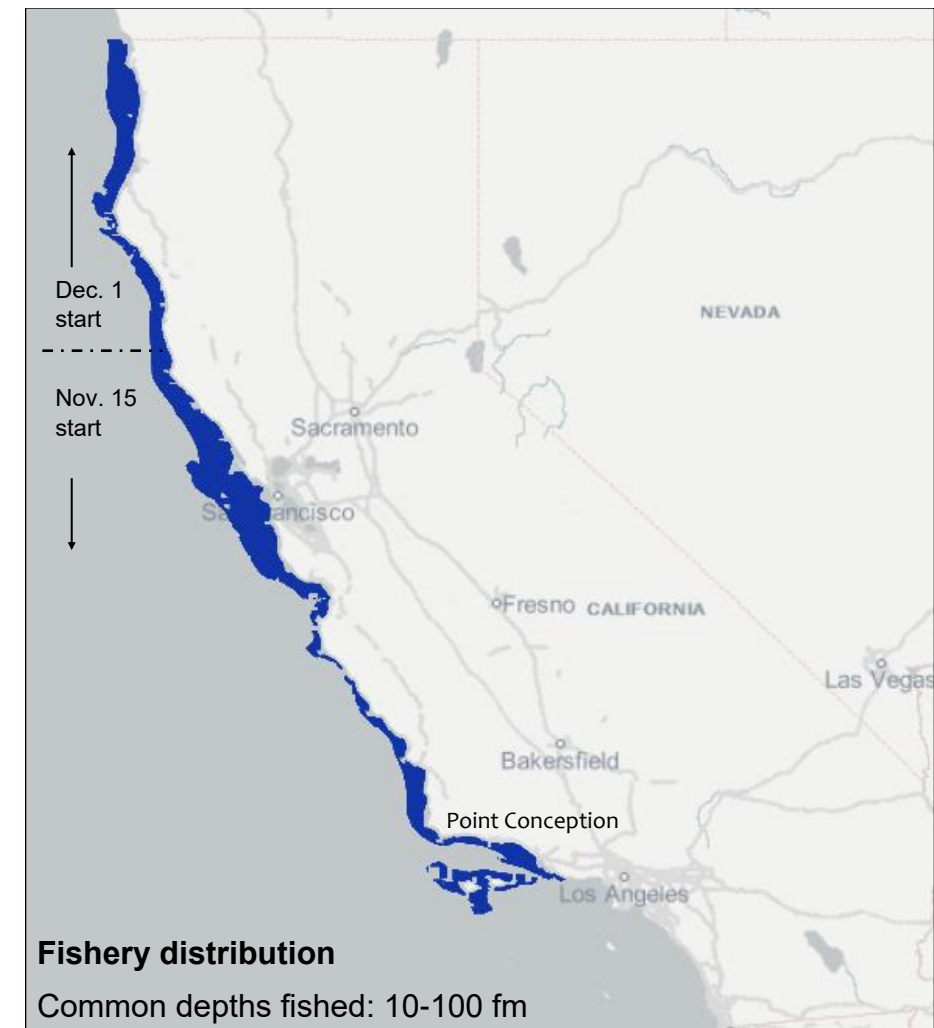 Dec. 1
start
NEVADA
Nov. 15
start
Sacramento
San Francisco
Fresno
CALIFORNIA
Las Vegas
Bakersfield
Point Conception
Los Angeles
Fishery distribution
Common depths fished: 10-100 fm